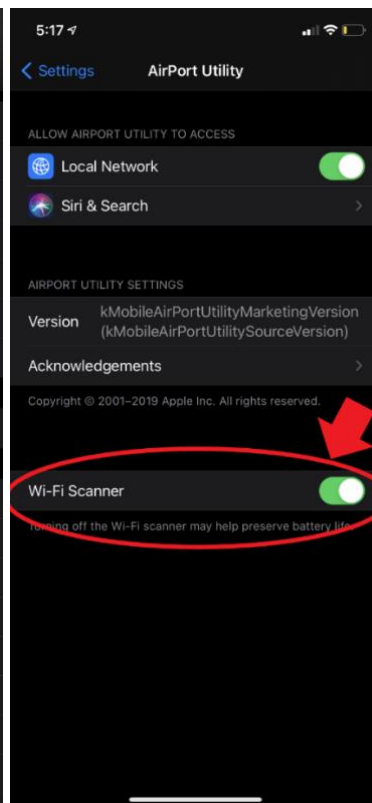 5:17
Settings
AirPort Utility
ALLOW AIRPORT UTILITY TO ACCESS
Local Network
Siri & Search
AIRPORT UTILITY SETTINGS
Version kMobileAirPortUtilityMarketingVersion
(kMobileAirPortUtilitySourceVersion)
Acknowledgements
Copyright © 2001–2019 Apple Inc. All rights reserved.
Wi-Fi Scanner
Turning off the Wi-Fi scanner may help preserve battery life.